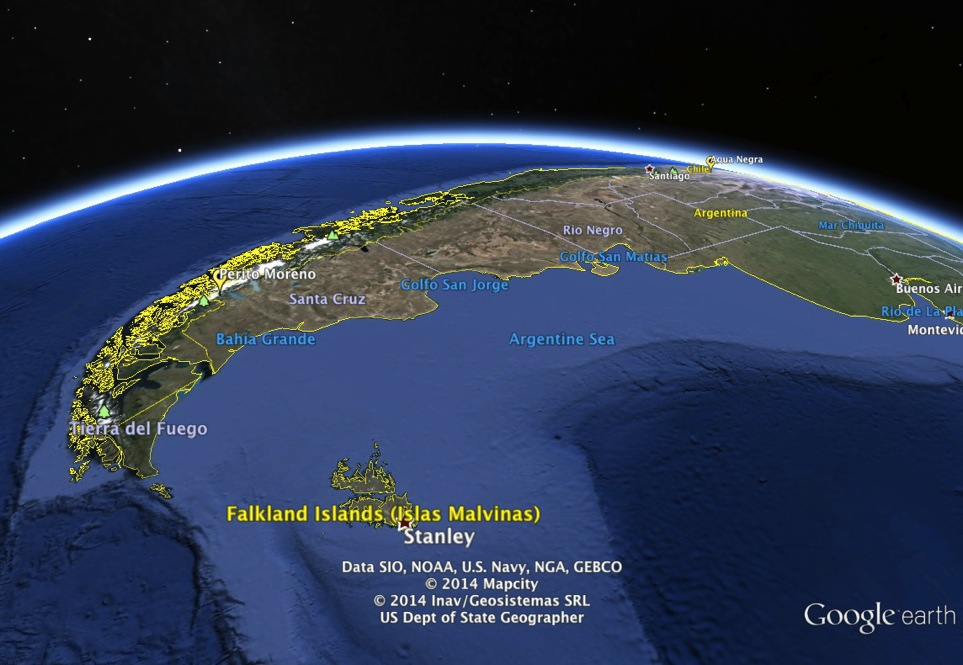 Agua Negra
Chile
Santiago
Argentina
Mar Chiquita
Rio Negro
Golfo San Matias
Perito Moreno
Golfo San Jorge
Buenos Air
Santa Cruz
Rio de La Pla
Montevid
Bahía Grande
Argentine Sea
Tierra del Fuego
Falkland Islands (Islas Malvinas)
Stanley
Data SIO, NOAA, U.S. Navy, NGA, GEBCO
© 2014 Mapcity
© 2014 Inav/Geosistemas SRL
US Dept of State Geographer
Google earth